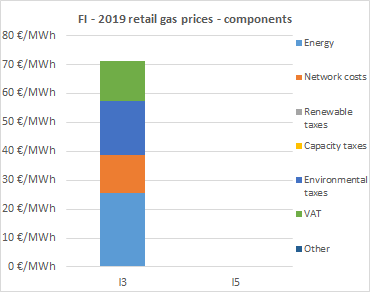 FI - 2019 retail gas prices - components
80 €/MWh
70 €/MWh
60 €/MWh
50 €/MWh
40 €/MWh
30 €/MWh
20 €/MWh
10 €/MWh
0 €/MWh
I3
I5
Energy
Network costs
Renewable
taxes
Capacity taxes
Environmental
taxes
VAT
Other